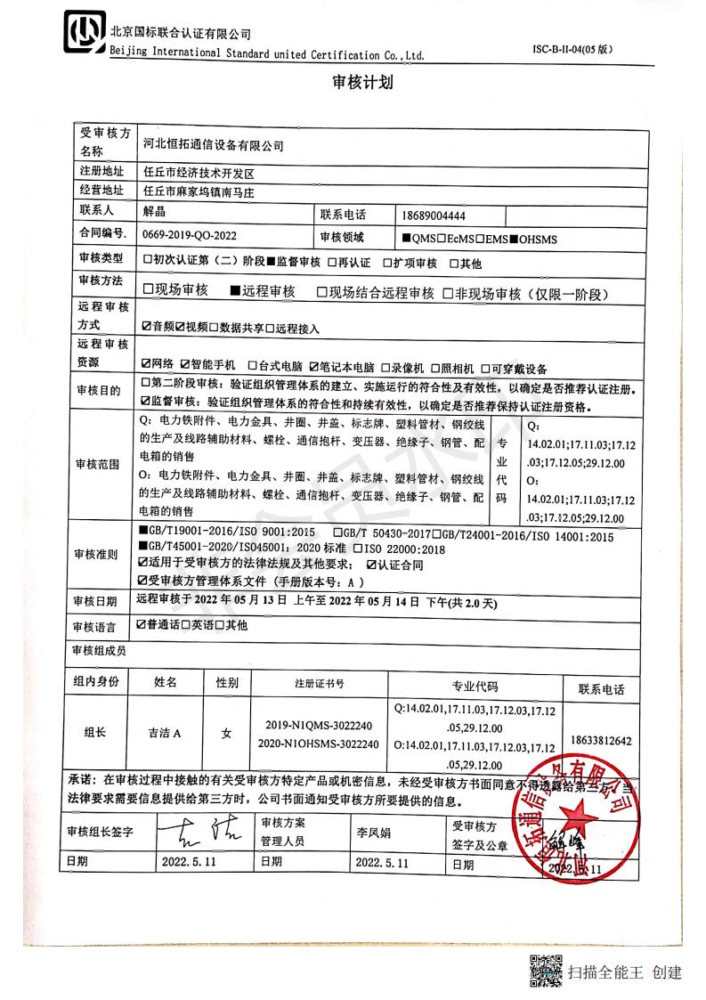 北京国标联合认证有限公司
Beijing International Standard united Certification Co.,Ltd.
ISC-B-II-04(05 版)
审核计划
受审核方名称 河北恒拓通信设备有限公司
注册地址 任丘市经济技术开发区
经营地址 任丘市麻家坞镇南马庄
联系人 解晶 联系电话 18689004444
合同编号. 0669-2019-QO-2022 审核领域 ■QMS□EcMS□EMS■OHSMS
审核类型 □初次认证第（二）阶段■监督审核 □再认证 □扩项审核 □其他
审核方法 □现场审核 ■远程审核 □现场结合远程审核 □非现场审核（仅限一阶段）
远程审核方式 ☑音频☑视频□数据共享□远程接入
远程审核资源 ☑网络 ☑智能手机 □台式电脑 ☑笔记本电脑 □录像机 □照相机 □可穿戴设备
审核目的 □第二阶段审核：验证组织管理体系的建立、实施运行的符合性及有效性，以确定是否推荐认证注册。
☑监督审核：验证组织管理体系的符合性和持续有效性，以确定是否推荐保持认证注册资格。
审核范围
Q：电力铁附件、电力金具、井圈、井盖、标志牌、塑料管材、钢绞线
的生产及线路辅助材料、螺栓、通信抱杆、变压器、绝缘子、钢管、配
电箱的销售
O：电力铁附件、电力金具、井圈、井盖、标志牌、塑料管材、钢绞线
的生产及线路辅助材料、螺栓、通信抱杆、变压器、绝缘子、钢管、配
电箱的销售
专业代码
Q:
14.02.01;17.11.03;17.12
.03;17.12.05;29.12.00
O:
14.02.01;17.11.03;17.12
.03;17.12.05;29.12.00
审核准则
■GB/T19001-2016/ISO 9001:2015 □GB/T 50430-2017□GB/T24001-2016/ISO 14001:2015
■GB/T45001-2020/ISO45001：2020 标准 □ISO 22000:2018
☑适用于受审核方的法律法规及其他要求； ☑认证合同
☑受审核方管理体系文件（手册版本号：A ）
审核日期 远程审核于2022 年 05 月 13 日 上午至 2022 年 05 月 14 日 下午(共 2.0 天)
审核语言 ☑普通话□英语□其他
审核组成员
组内身份 姓名 性别 注册证书号 专业代码 联系电话
组长 吉洁 A 女
2019-N1QMS-3022240
2020-N1OHSMS-3022240
Q:14.02.01,17.11.03,17.12.03,17.12
.05,29.12.00
O:14.02.01,17.11.03,17.12.03,17.12
.05,29.12.00
18633812642
承诺：在审核过程中接触的有关受审核方特定产品或机密信息，未经受审核方书面同意不得透露给第三方。当
法律要求需要信息提供给第三方时，公司书面通知受审核方所要提供的信息。
审核组长签字 吉洁 审核方案管理人员 李凤娟 受审核方签字及公章 解峰
日期 2022.5.11 日期 2022.5.11 日期 2022.5.11
扫描全能王 创建